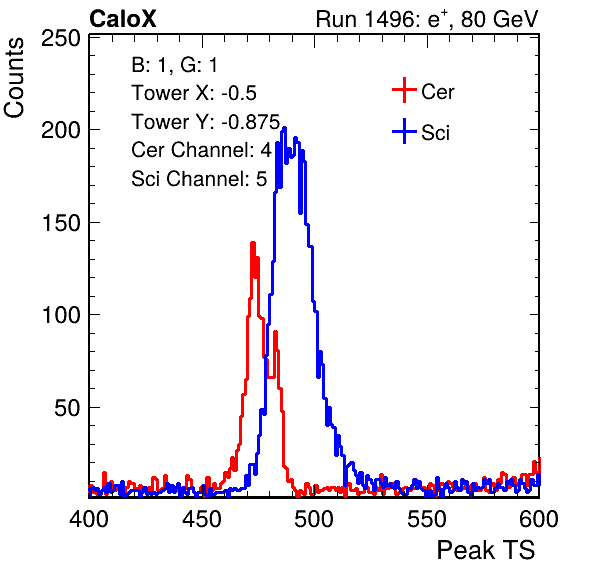 CaloX Run 1496: e⁺, 80 GeV
Counts
B: 1, G: 1
Tower X: -0.5
Tower Y: -0.875
Cer Channel: 4
Sci Channel: 5
Cer
Sci
250
200
150
100
50
400 450 500 550 600
Peak TS